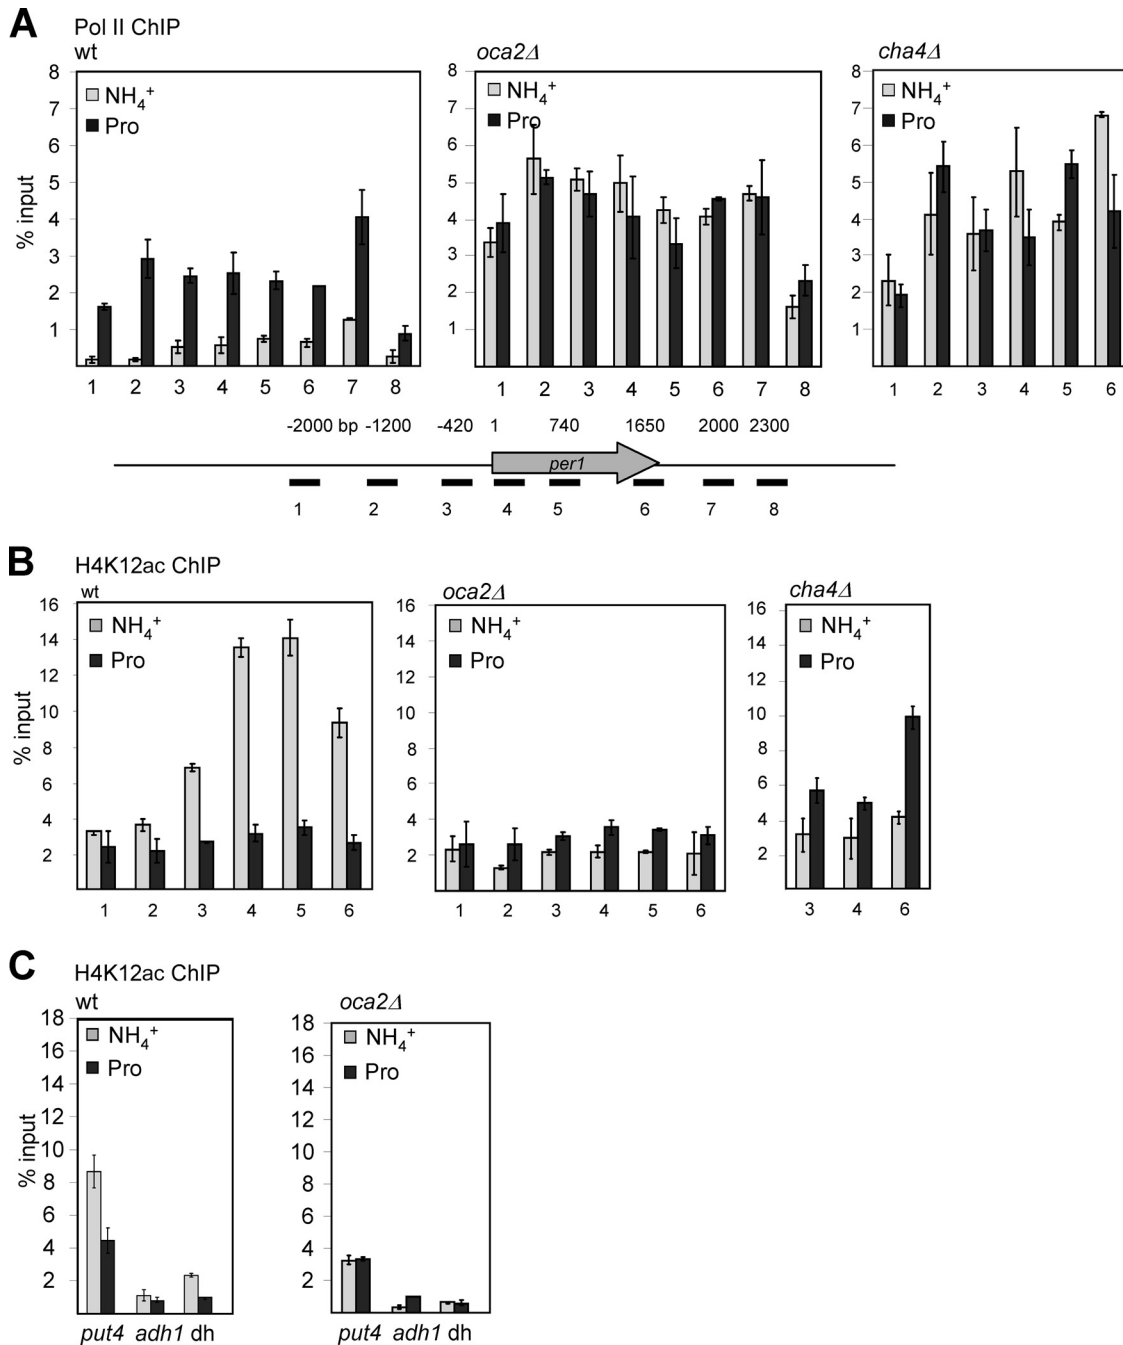 A
Pol II ChIP
wt
oca2Δ
cha4Δ
8
7
6
5
4
3
2
1
% input
NH4+
Pro
1 2 3 4 5 6 7 8
8
7
6
5
4
3
2
1
NH4+
Pro
1 2 3 4 5 6 7 8
8
7
6
5
4
3
2
1
NH4+
Pro
1 2 3 4 5 6
-2000 bp -1200 -420 1 740 1650 2000 2300
per1
1 2 3 4 5 6 7 8
B
H4K12ac ChIP
wt
oca2Δ
cha4Δ
16
14
12
10
8
6
4
2
% input
NH4+
Pro
1 2 3 4 5 6
16
14
12
10
8
6
4
2
NH4+
Pro
1 2 3 4 5 6
16
14
12
10
8
6
4
2
NH4+
Pro
3 4 6
C
H4K12ac ChIP
wt
oca2Δ
18
16
14
12
10
8
6
4
2
% input
NH4+
Pro
put4 adh1 dh
18
16
14
12
10
8
6
4
2
NH4+
Pro
put4 adh1 dh